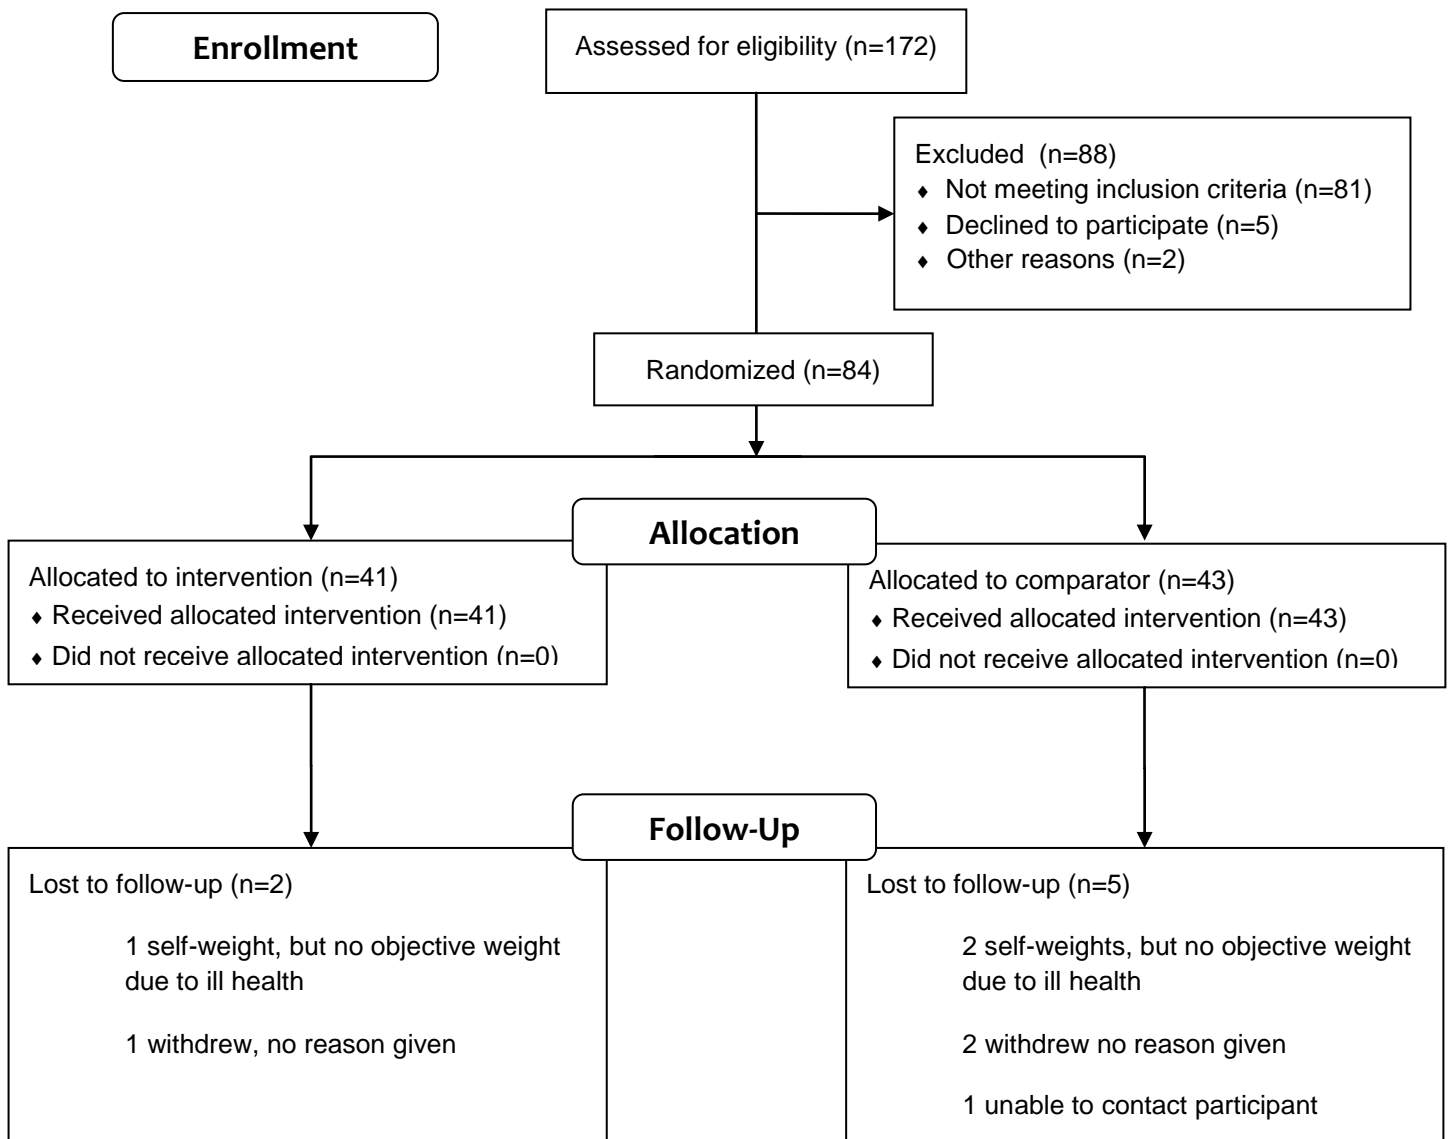 Enrollment
Assessed for eligibility (n=172)
Excluded (n=88)
♦ Not meeting inclusion criteria (n=81)
♦ Declined to participate (n=5)
♦ Other reasons (n=2)
Randomized (n=84)
Allocation
Allocated to intervention (n=41)
♦ Received allocated intervention (n=41)
♦ Did not receive allocated intervention (n=0)
Allocated to comparator (n=43)
♦ Received allocated intervention (n=43)
♦ Did not receive allocated intervention (n=0)
Follow-Up
Lost to follow-up (n=2)
1 self-weight, but no objective weight
due to ill health
1 withdrew, no reason given
Lost to follow-up (n=5)
2 self-weights, but no objective weight
due to ill health
2 withdrew no reason given
1 unable to contact participant